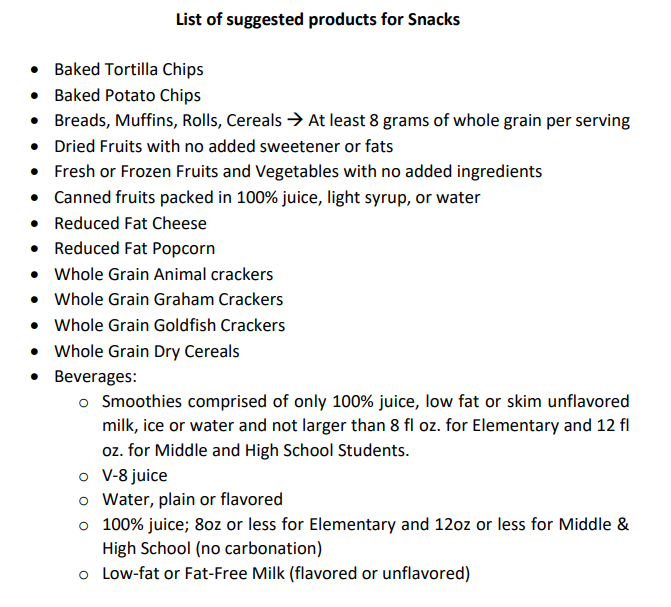 List of suggested products for Snacks
• Baked Tortilla Chips
• Baked Potato Chips
• Breads, Muffins, Rolls, Cereals → At least 8 grams of whole grain per serving
• Dried Fruits with no added sweetener or fats
• Fresh or Frozen Fruits and Vegetables with no added ingredients
• Canned fruits packed in 100% juice, light syrup, or water
• Reduced Fat Cheese
• Reduced Fat Popcorn
• Whole Grain Animal crackers
• Whole Grain Graham Crackers
• Whole Grain Goldfish Crackers
• Whole Grain Dry Cereals
• Beverages:
o Smoothies comprised of only 100% juice, low fat or skim unflavored
milk, ice or water and not larger than 8 fl oz. for Elementary and 12 fl
oz. for Middle and High School Students.
o V-8 juice
o Water, plain or flavored
o 100% juice; 8oz or less for Elementary and 12oz or less for Middle &
High School (no carbonation)
o Low-fat or Fat-Free Milk (flavored or unflavored)